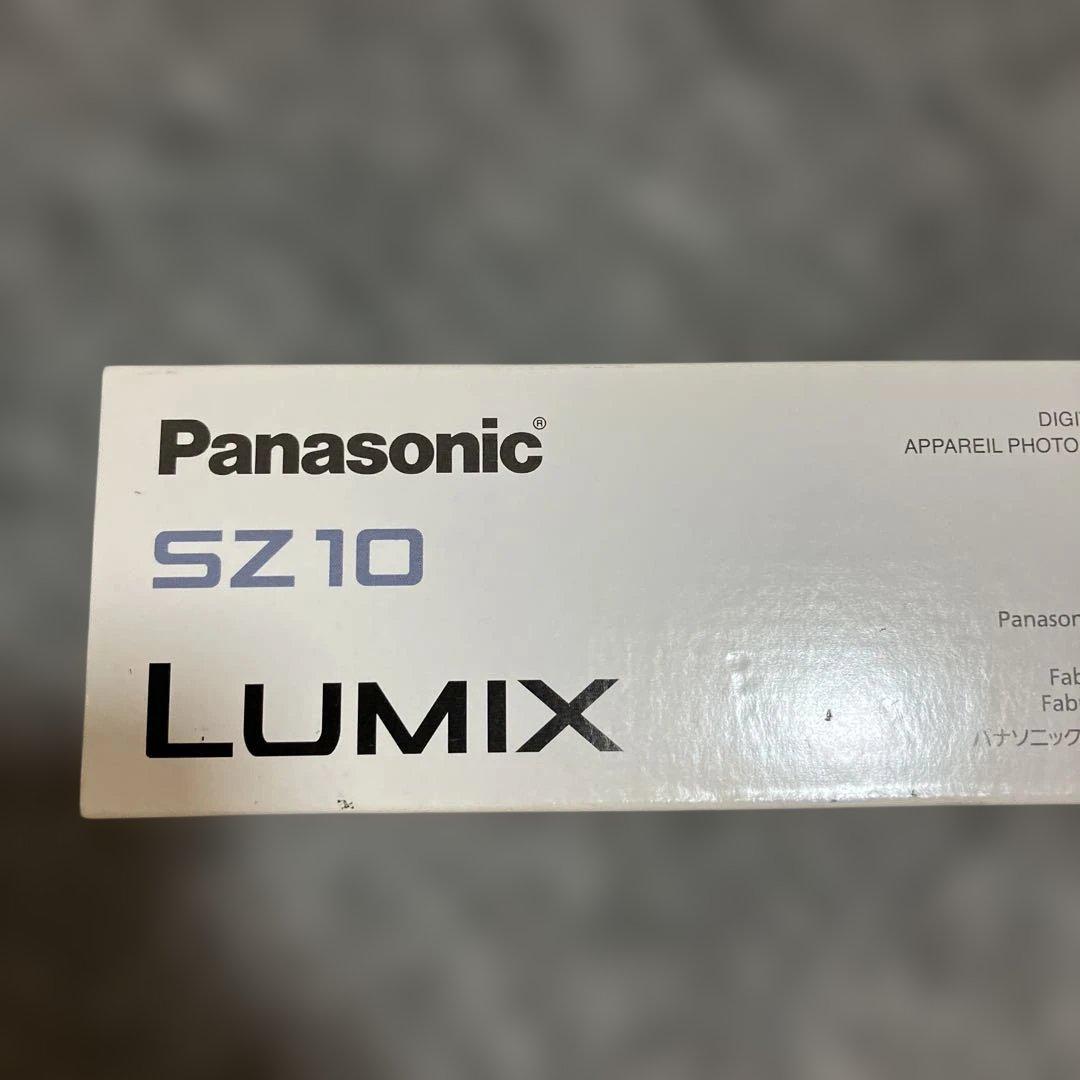 Panasonic®
SZ10
LUMIX
DIGI
APPAREIL PHOTO
Panason
Fab
Fab
パナソニック